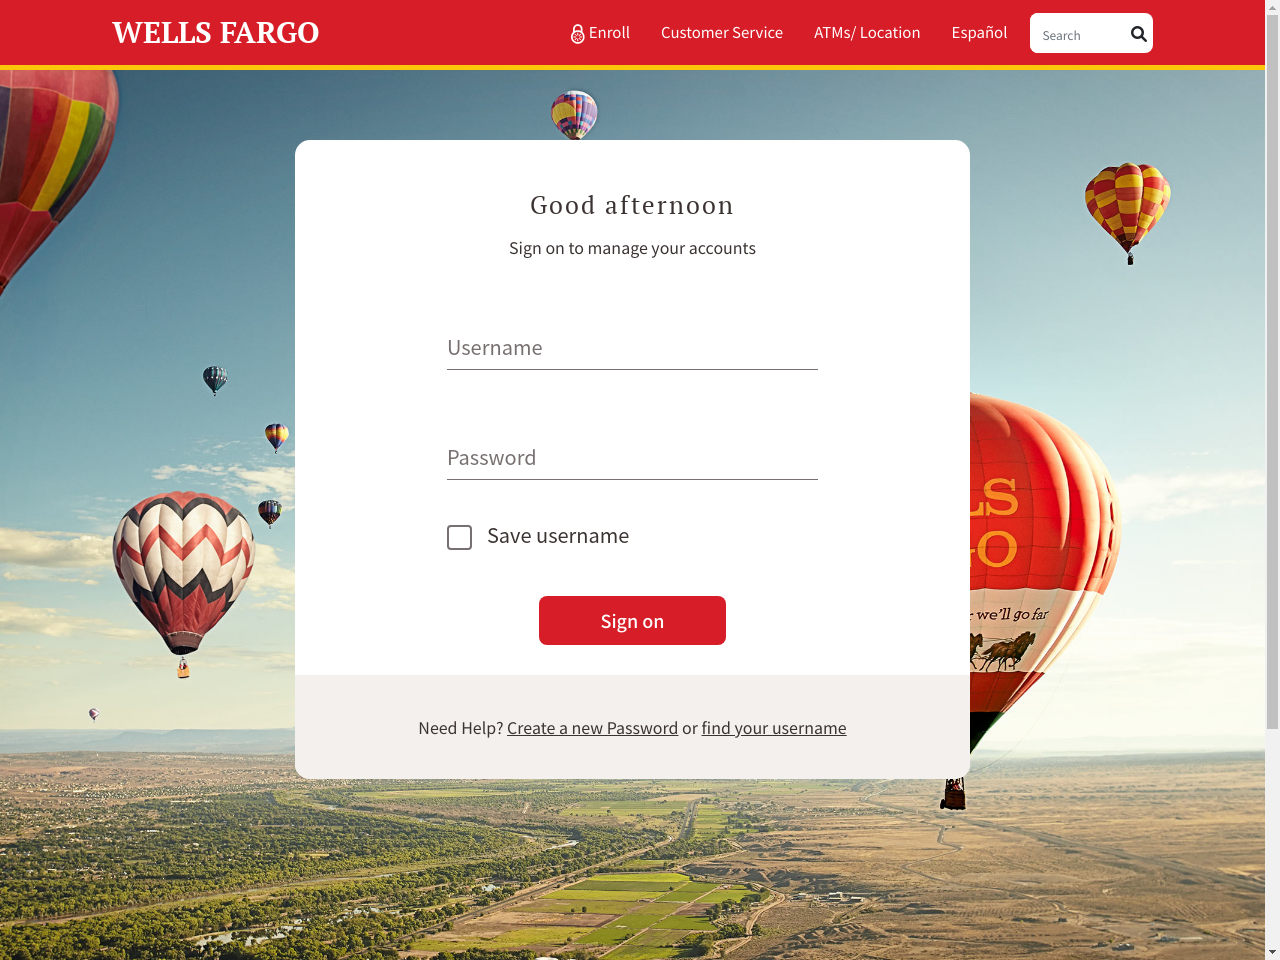 WELLS FARGO
Enroll
Customer Service
ATMs/ Location
Español
Search
Good afternoon
Sign on to manage your accounts
Username
Password
Save username
Sign on
Need Help? Create a new Password or find your username
we'll go far